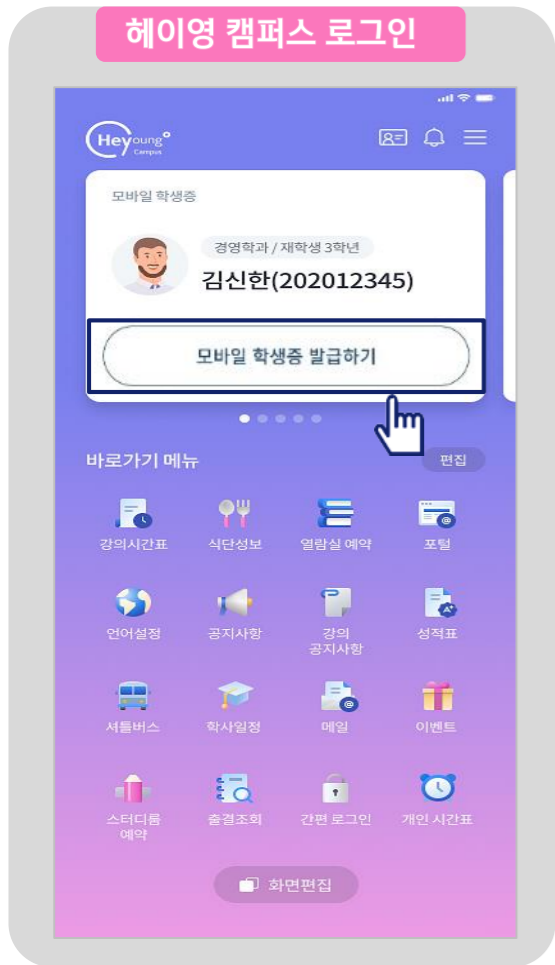 헤이영 캠퍼스 로그인
Heyoung
Campus
모바일 학생증
경영학과 / 재학생 3학년
김신한(202012345)
모바일 학생증 발급하기
바로가기 메뉴
편집
강의시간표 식단정보 열람실 예약 포털
언어설정 공지사항 강의 성적표
공지사항
셔틀버스 학사일정 메일 이벤트
스터디룸 출결조회 간편 로그인 개인 시간표
예약
화면편집